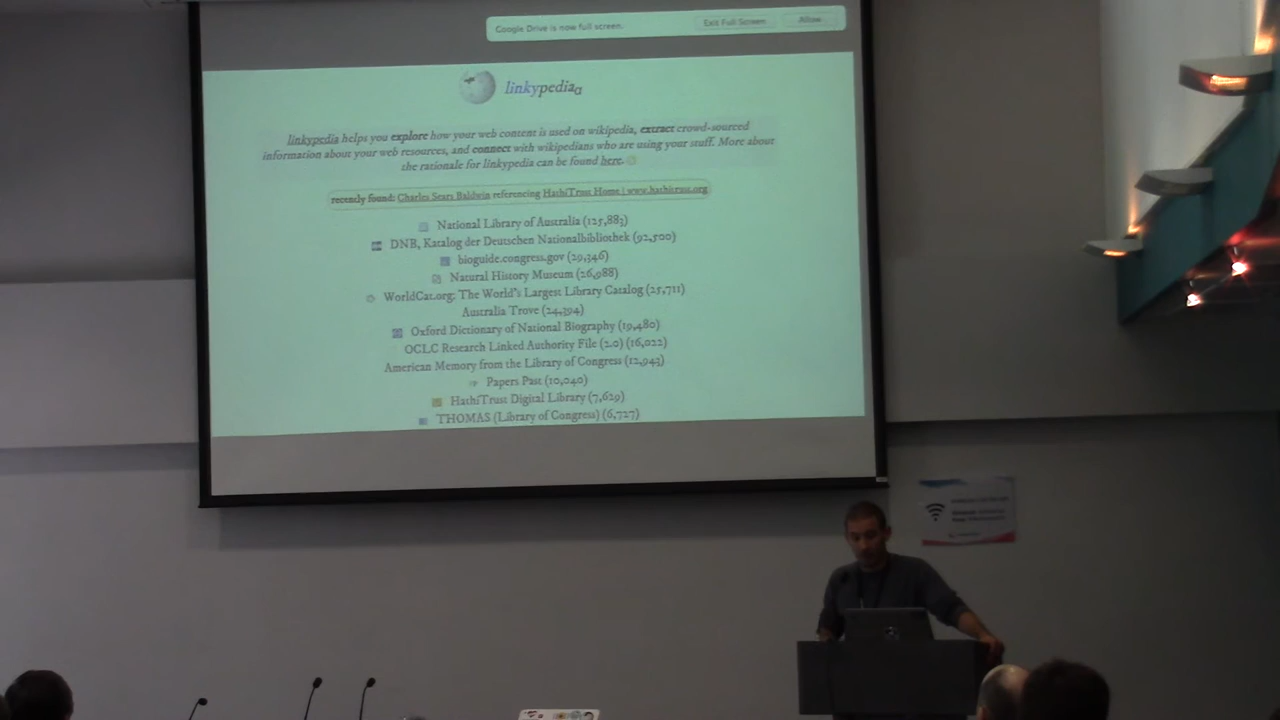 Google Drive is now full screen. Exit Full Screen Allow
linkypediaα
linkypedia helps you explore how your web content is used on wikipedia, extract crowd-sourced
information about your web resources, and connect with wikipedians who are using your stuff. More about
the rationale for linkypedia can be found here.
recently found: Charles Sears Baldwin referencing HathiTrust Home | www.hathitrust.org
National Library of Australia (125,883)
DNB, Katalog der Deutschen Nationalbibliothek (92,500)
bioguide.congress.gov (29,346)
Natural History Museum (26,988)
WorldCat.org: The World's Largest Library Catalog (25,711)
Australia Trove (24,394)
Oxford Dictionary of National Biography (19,480)
OCLC Research Linked Authority File (2.0) (16,022)
American Memory from the Library of Congress (12,943)
Papers Past (10,040)
HathiTrust Digital Library (7,629)
THOMAS (Library of Congress) (6,727)